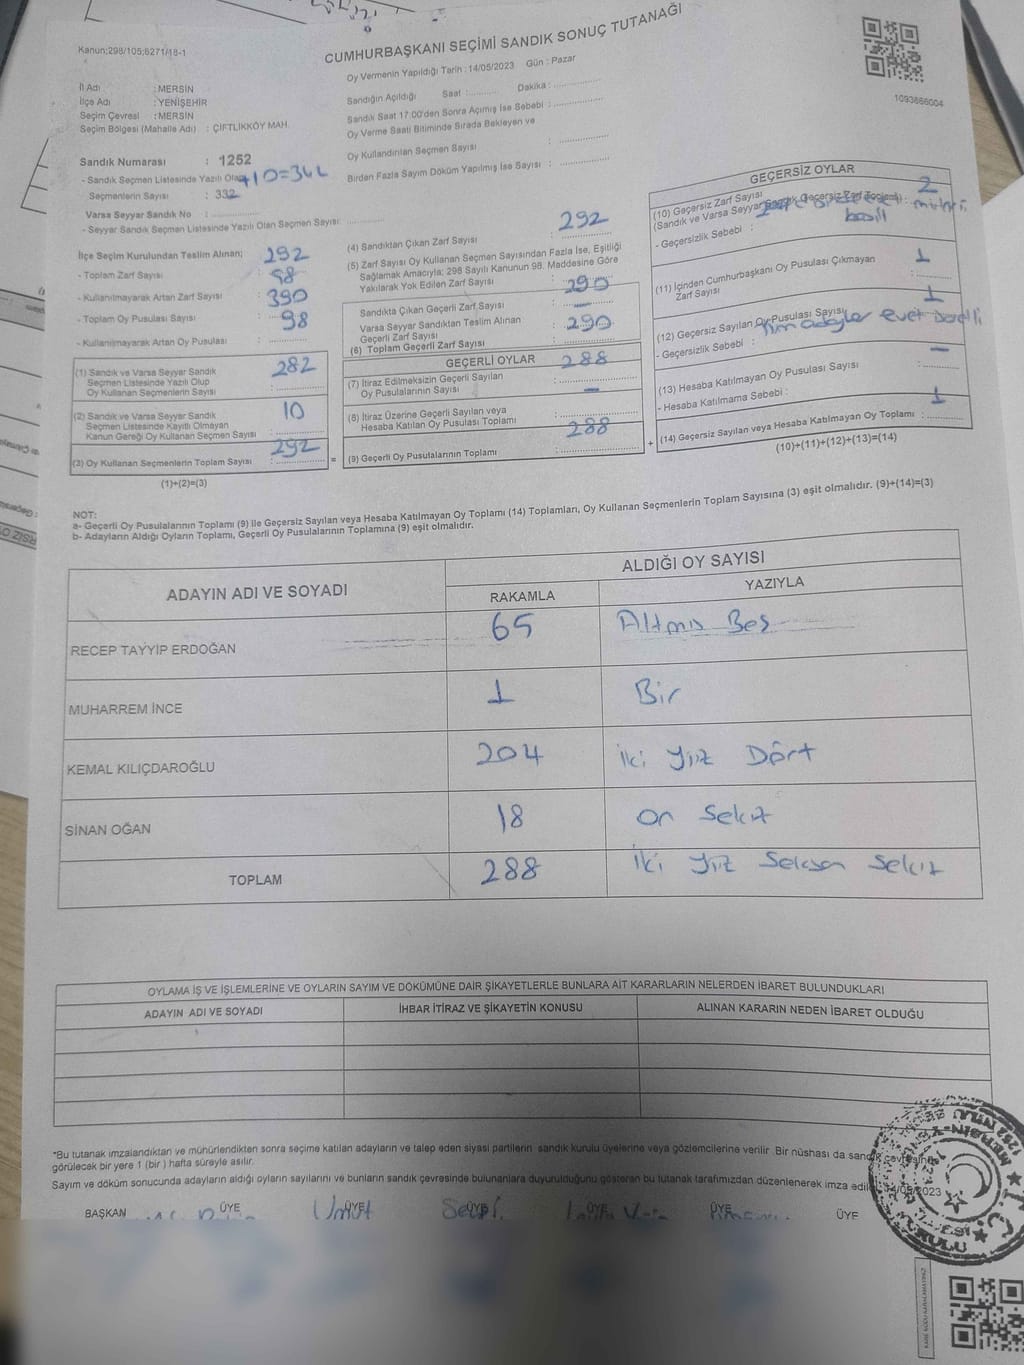 Kanun;298/105;6271/18-1
CUMHURBAŞKANI SEÇİMİ SANDIK SONUÇ TUTANAĞI
Oy Vermenin Yapıldığı Tarih : 14/05/2023 Gün : Pazar
1093866004
İl Adı : MERSİN
İlçe Adı : YENİŞEHİR
Seçim Çevresi : MERSİN
Seçim Bölgesi (Mahalle Adı) : ÇİFTLİKKÖY MAH.
Sandığın Açıldığı Saat :.......... Dakika :
Sandık Saat 17.00'den Sonra Açımış İse Sebebi :
Oy Verme Saati Bitiminde Sırada Bekleyen ve
Oy Kullandırılan Seçmen Sayısı :
Birden Fazla Sayım Döküm Yapılmış İse Sayısı :
Sandık Numarası : 1252
- Sandık Seçmen Listesinde Yazılı Olan +10=342
Seçmenlerin Sayısı : 332
Varsa Seyyar Sandık No :
- Seyyar Sandık Seçmen Listesinde Yazılı Olan Seçmen Sayısı:
İlçe Seçim Kurulundan Teslim Alınan;
- Toplam Zarf Sayısı : 292
- Kullanılmayarak Artan Zarf Sayısı : 98
- Toplam Oy Pusulası Sayısı : 390
- Kullanılmayarak Artan Oy Pusulası : 98
(1) Sandık ve Varsa Seyyar Sandık
Seçmen Listesinde Yazılı Olup
Oy Kullanan Seçmenlerin Sayısı : 282
(2) Sandık ve Varsa Seyyar Sandık
Seçmen Listesinde Kayıtlı Olmayan
Kanun Gereği Oy Kullanan Seçmen Sayısı : 10
(3) Oy Kullanan Seçmenlerin Toplam Sayısı : 292 =
(1)+(2)=(3)
(4) Sandıktan Çıkan Zarf Sayısı : 292
(5) Zarf Sayısı Oy Kullanan Seçmen Sayısından Fazla İse, Eşitliği
Sağlamak Amacıyla; 298 Sayılı Kanunun 98. Maddesine Göre
Yakılarak Yok Edilen Zarf Sayısı :
Sandıkta Çıkan Geçerli Zarf Sayısı : 290
Varsa Seyyar Sandıktan Teslim Alınan
Geçerli Zarf Sayısı : —
(6) Toplam Geçerli Zarf Sayısı : 290
GEÇERLİ OYLAR
(7) İtiraz Edilmeksizin Geçerli Sayılan
Oy Pusulalarının Sayısı : 288
(8) İtiraz Üzerine Geçerli Sayılan veya
Hesaba Katılan Oy Pusulası Toplamı : —
(9) Geçerli Oy Pusulalarının Toplamı : 288 +
GEÇERSİZ OYLAR
(10) Geçersiz Zarf Sayısı
(Sandık ve Varsa Seyyar Sandık Geçersiz Zarf Toplamı) : 2
- Geçersizlik Sebebi :
(11) İçinden Cumhurbaşkanı Oy Pusulası Çıkmayan
Zarf Sayısı : 1
(12) Geçersiz Sayılan Oy Pusulası Sayısı : 1
- Geçersizlik Sebebi : Tüm adaylar evet
(13) Hesaba Katılmayan Oy Pusulası Sayısı : —
- Hesaba Katılmama Sebebi :
(14) Geçersiz Sayılan veya Hesaba Katılmayan Oy Toplamı : 1
(10)+(11)+(12)+(13)=(14)
NOT:
a- Geçerli Oy Pusulalarının Toplamı (9) ile Geçersiz Sayılan veya Hesaba Katılmayan Oy Toplamı (14) Toplamları, Oy Kullanan Seçmenlerin Toplam Sayısına (3) eşit olmalıdır. (9)+(14)=(3)
b- Adayların Aldığı Oyların Toplamı, Geçerli Oy Pusulalarının Toplamına (9) eşit olmalıdır.
ADAYIN ADI VE SOYADI ALDIĞI OY SAYISI
RAKAMLA YAZIYLA
RECEP TAYYİP ERDOĞAN 65 Altmış Beş
MUHARREM İNCE 1 Bir
KEMAL KILIÇDAROĞLU 204 İki Yüz Dört
SİNAN OĞAN 18 On Sekiz
TOPLAM 288 İki Yüz Seksen Sekiz
OYLAMA İŞ VE İŞLEMLERİNE VE OYLARIN SAYIM VE DÖKÜMÜNE DAİR ŞİKAYETLERLE BUNLARA AİT KARARLARIN NELERDEN İBARET BULUNDUKLARI
ADAYIN ADI VE SOYADI İHBAR İTİRAZ VE ŞİKAYETİN KONUSU ALINAN KARARIN NEDEN İBARET OLDUĞU
*Bu tutanak imzalandıktan ve mühürlendikten sonra seçime katılan adayların ve talep eden siyasi partilerin sandık kurulu üyelerine veya gözlemcilerine verilir. Bir nüshası da sandık çevresinde
görülecek bir yere 1 (bir ) hafta süreyle asılır.
Sayım ve döküm sonucunda adayların aldığı oyların sayılarını ve bunların sandık çevresinde bulunanlara duyurulduğunu gösteren bu tutanak tarafımızdan düzenlenerek imza edildi. 14/05/2023
BAŞKAN ÜYE ÜYE ÜYE ÜYE ÜYE ÜYE
Umut